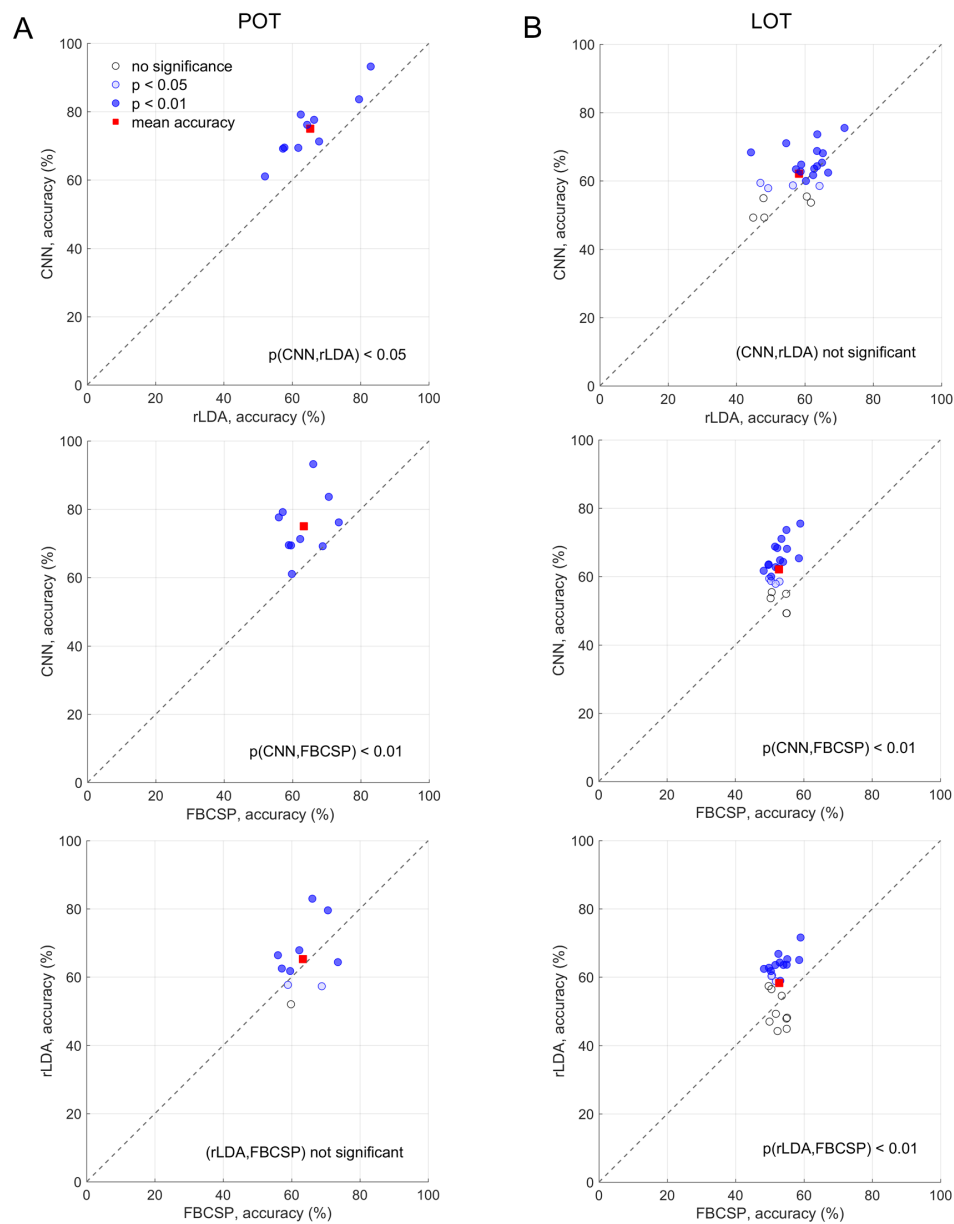 A
POT
B
LOT
100
80
60
40
20
0
CNN, accuracy (%)
no significance
p < 0.05
p < 0.01
mean accuracy
p(CNN,rLDA) < 0.05
0 20 40 60 80 100
rLDA, accuracy (%)
100
80
60
40
20
0
CNN, accuracy (%)
(CNN,rLDA) not significant
0 20 40 60 80 100
rLDA, accuracy (%)
100
80
60
40
20
0
CNN, accuracy (%)
p(CNN,FBCSP) < 0.01
0 20 40 60 80 100
FBCSP, accuracy (%)
100
80
60
40
20
0
CNN, accuracy (%)
p(CNN,FBCSP) < 0.01
0 20 40 60 80 100
FBCSP, accuracy (%)
100
80
60
40
20
0
rLDA, accuracy (%)
(rLDA,FBCSP) not significant
0 20 40 60 80 100
FBCSP, accuracy (%)
100
80
60
40
20
0
rLDA, accuracy (%)
p(rLDA,FBCSP) < 0.01
0 20 40 60 80 100
FBCSP, accuracy (%)